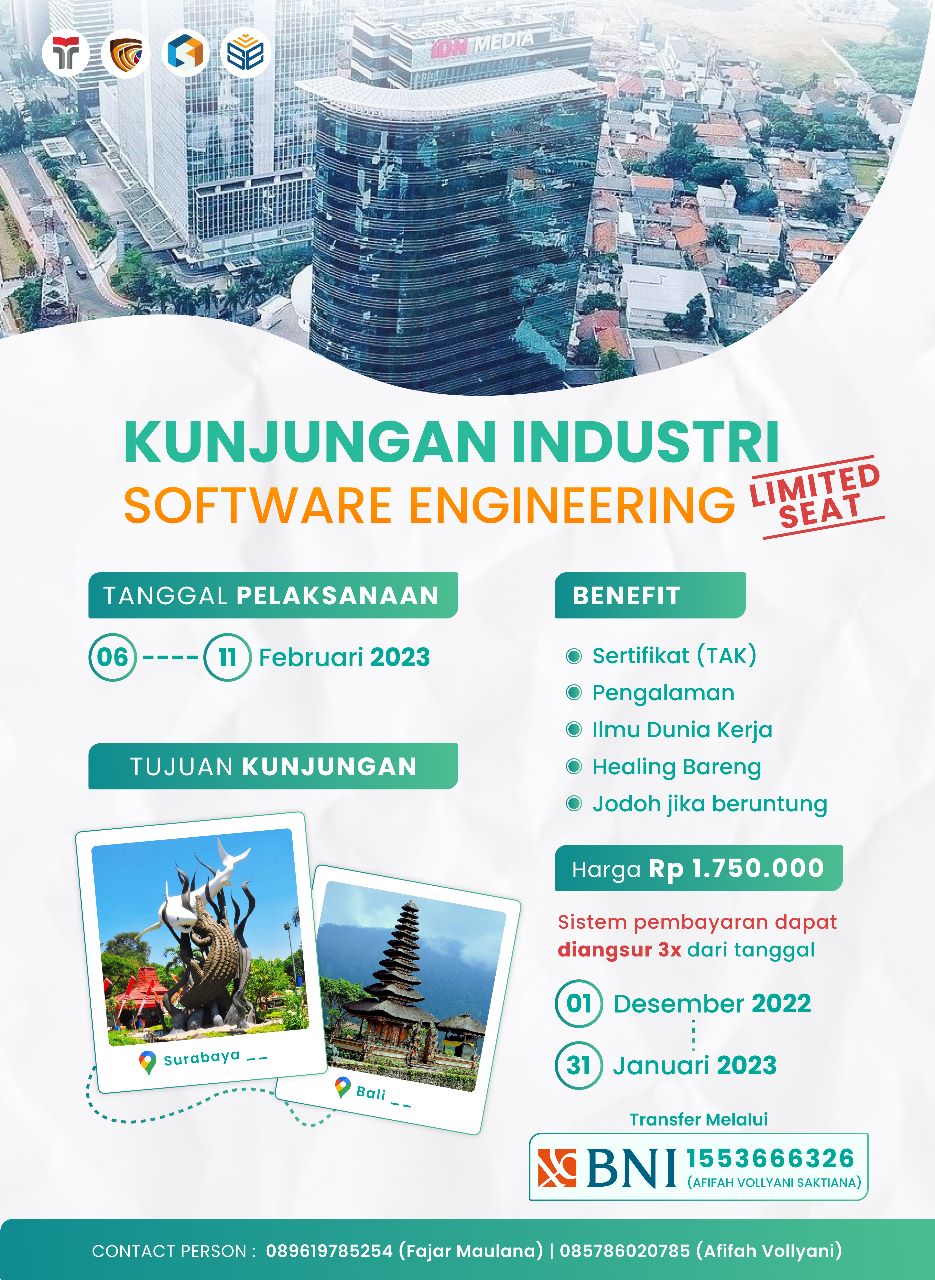 IDN MEDIA
KUNJUNGAN INDUSTRI
SOFTWARE ENGINEERING
LIMITED
SEAT
TANGGAL PELAKSANAAN
06 ---- 11 Februari 2023
TUJUAN KUNJUNGAN
Surabaya _ _
Bali _ _
BENEFIT
Sertifikat (TAK)
Pengalaman
Ilmu Dunia Kerja
Healing Bareng
Jodoh jika beruntung
Harga Rp 1.750.000
Sistem pembayaran dapat
diangsur 3x dari tanggal
01 Desember 2022
31 Januari 2023
Transfer Melalui
BNI 1553666326
(AFIFAH VOLLYANI SAKTIANA)
CONTACT PERSON : 089619785254 (Fajar Maulana) | 085786020785 (Afifah Vollyani)